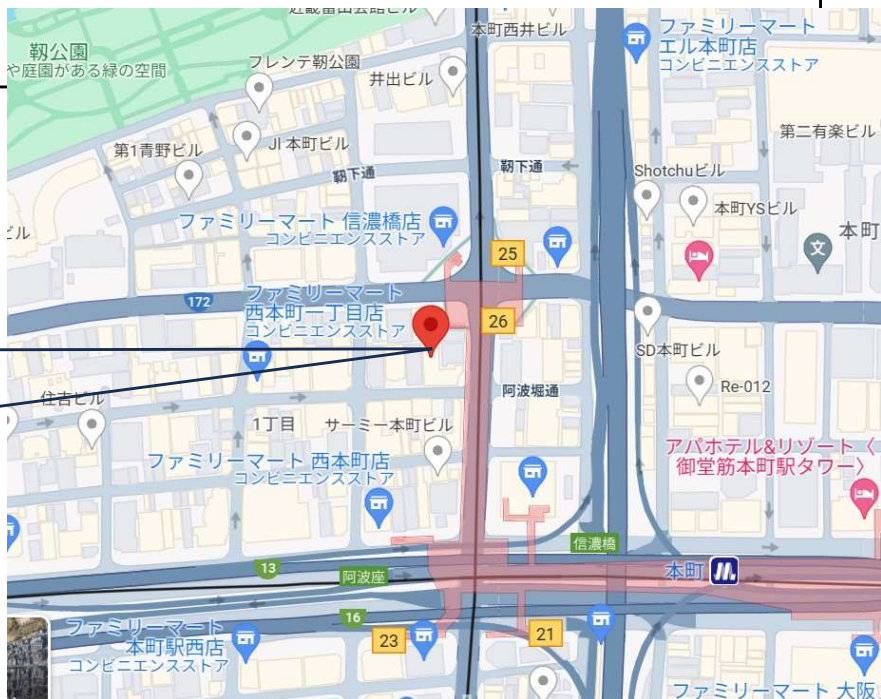 近畿富山会館ビル
靭公園
や庭園がある緑の空間
フレンテ靭公園
井出ビル
本町西井ビル
ファミリーマート
エル本町店
コンビニエンスストア
第二有楽ビル
第1青野ビル
JI 本町ビル
靭下通
靭下通
Shotchuビル
本町YSビル
本町
ビル
ファミリーマート 信濃橋店
コンビニエンスストア
25
文
172
ファミリーマート
西本町一丁目店
コンビニエンスストア
26
SD本町ビル
Re-012
住吉ビル
阿波堀通
1丁目
サーミー本町ビル
ファミリーマート 西本町店
コンビニエンスストア
アパホテル&リゾート〈
御堂筋本町駅タワー〉
13
阿波座
信濃橋
本町
16
ファミリーマート
本町駅西店
コンビニエンスストア
23
21
ファミリーマート 大阪